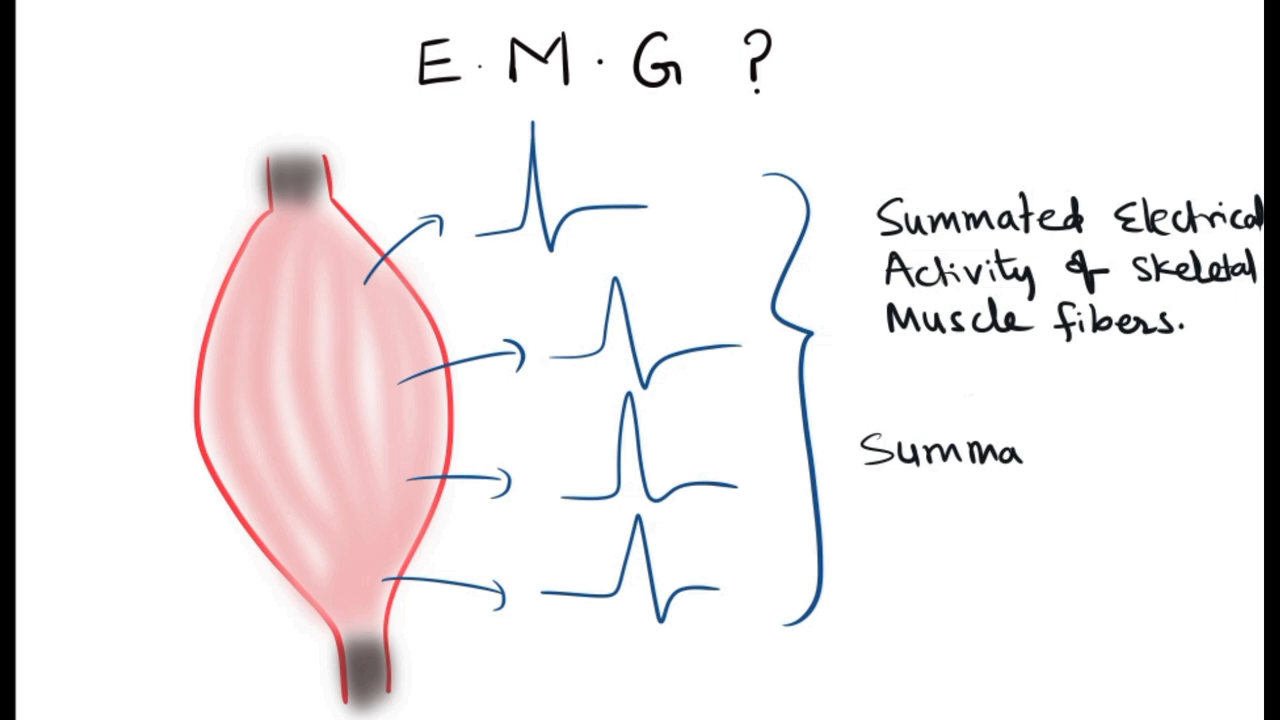 E.M.G ?
Summated Electrical
Activity of Skeletal
Muscle fibers.
Summa